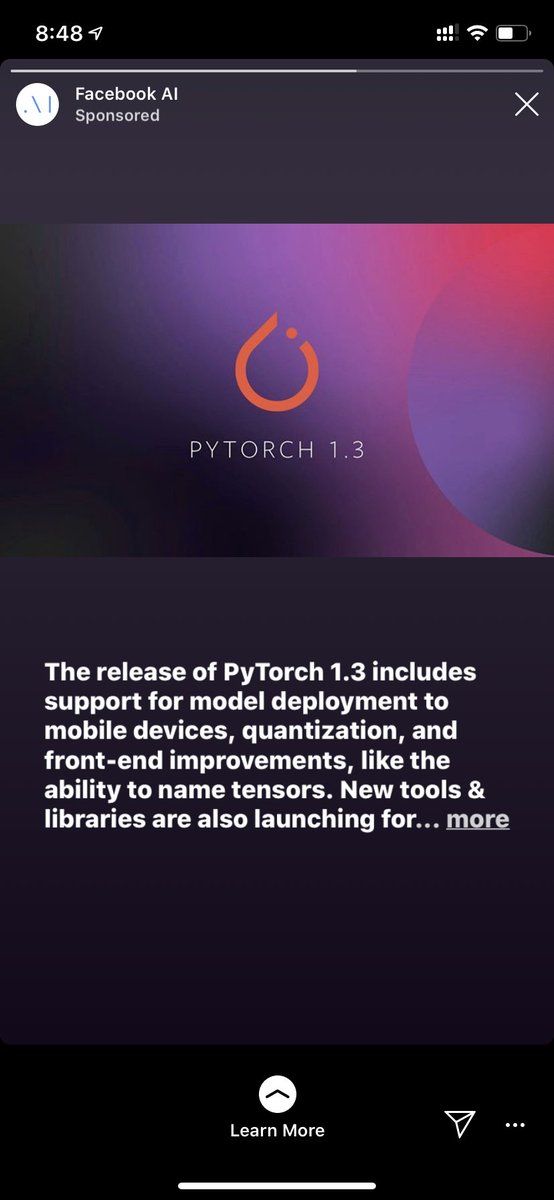 8:48
.\|
Facebook AI
Sponsored
PYTORCH 1.3
The release of PyTorch 1.3 includes
support for model deployment to
mobile devices, quantization, and
front-end improvements, like the
ability to name tensors. New tools &
libraries are also launching for... more
Learn More